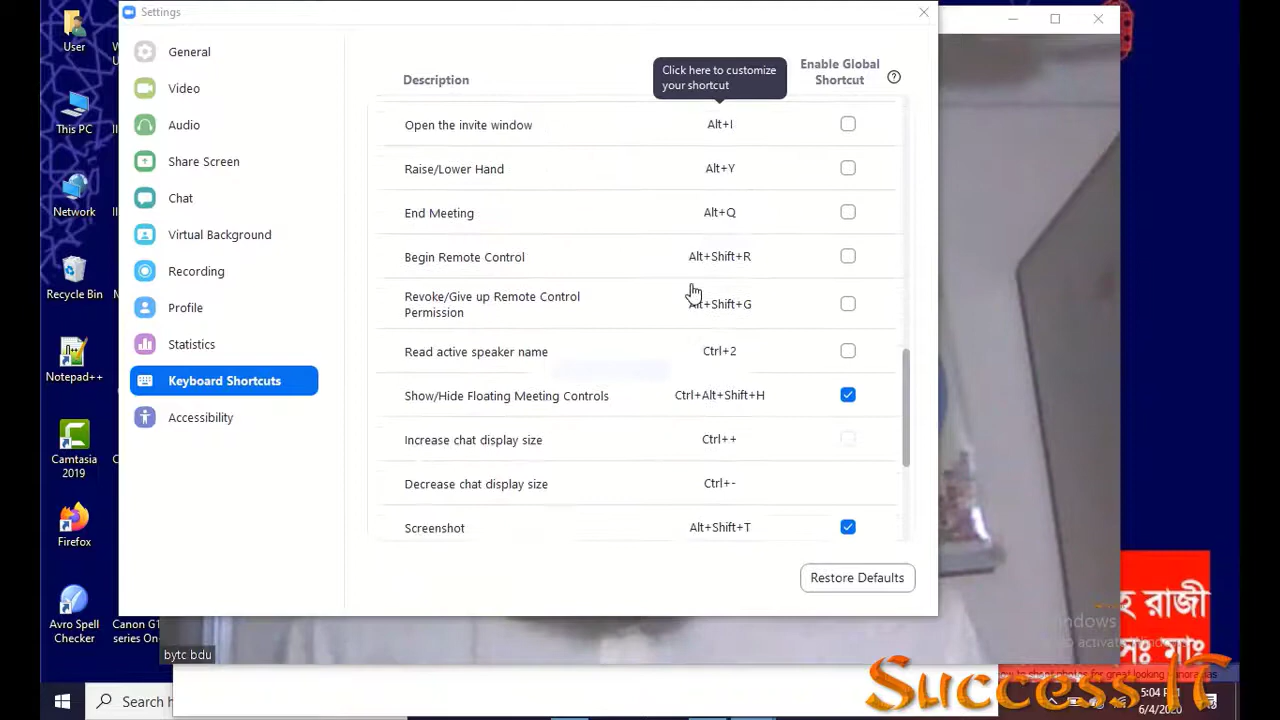 Settings
User
This PC
Network
Recycle Bin
Notepad++
Camtasia
2019
Firefox
Avro Spell
Checker
Canon G1
series On
General
Video
Audio
Share Screen
Chat
Virtual Background
Recording
Profile
Statistics
Keyboard Shortcuts
Accessibility
Description
Click here to customize
your shortcut
Enable Global
Shortcut
Open the invite window Alt+I
Raise/Lower Hand Alt+Y
End Meeting Alt+Q
Begin Remote Control Alt+Shift+R
Revoke/Give up Remote Control
Permission
Alt+Shift+G
Read active speaker name Ctrl+2
Show/Hide Floating Meeting Controls Ctrl+Alt+Shift+H
Increase chat display size Ctrl++
Decrease chat display size Ctrl+-
Screenshot Alt+Shift+T
Restore Defaults
bytc bdu
হ রাজী
সঃ মাঃ
Search h
Success IT
6/4/2020